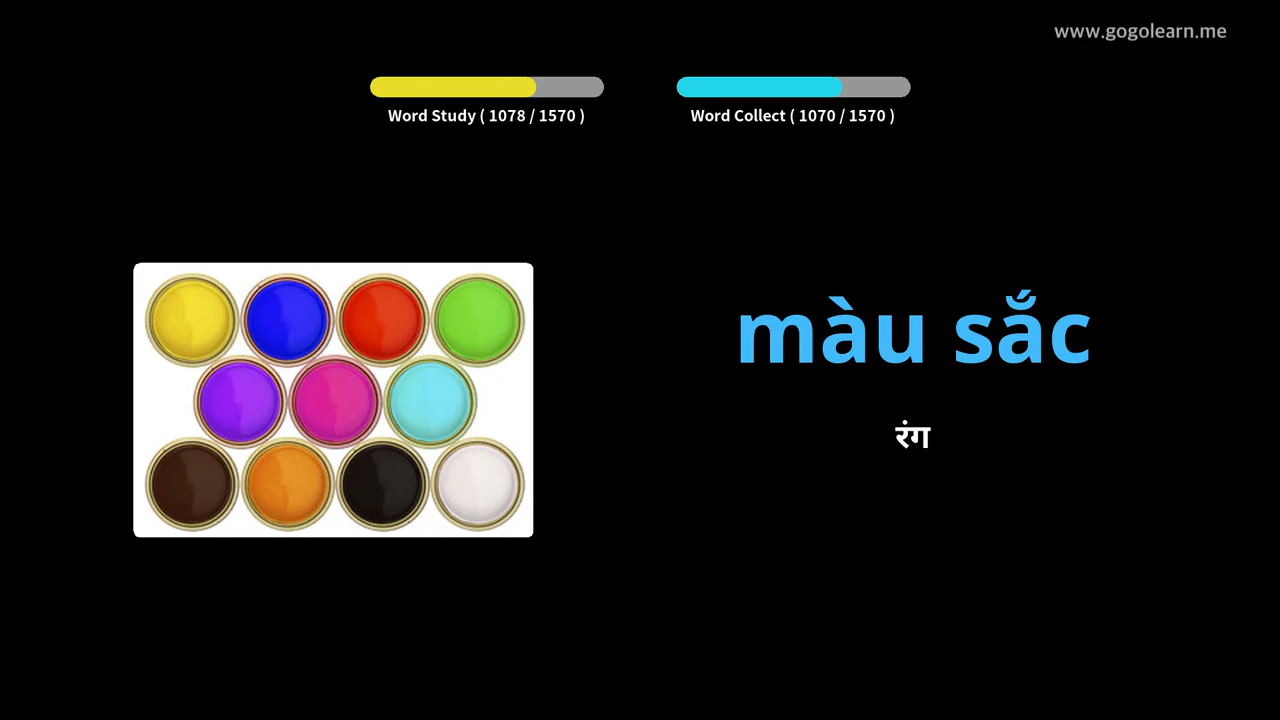 www.gogolearn.me
Word Study ( 1078 / 1570 )
Word Collect ( 1070 / 1570 )
màu sắc
रंग